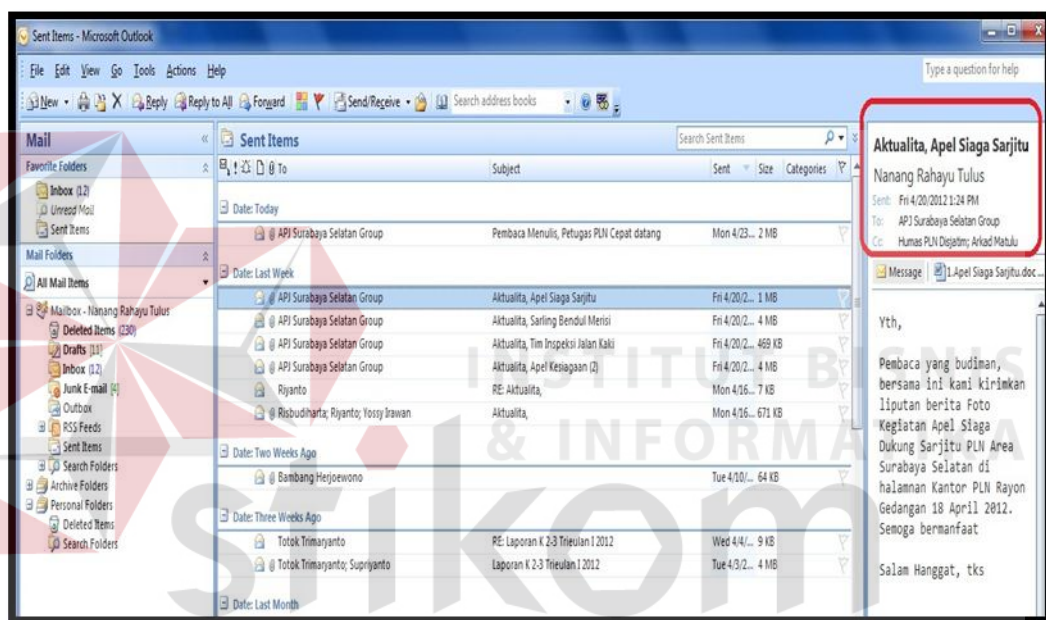 Sent Items - Microsoft Outlook
File Edit View Go Tools Actions Help
Type a question for help
New Reply Reply to All Forward Send/Receive Search address books
Mail
Favorite Folders
Inbox (12)
Unread Mail
Sent Items
Mail Folders
All Mail Items
Mailbox - Nanang Rahayu Tulus
Deleted Items (230)
Drafts [11]
Inbox (12)
Junk E-mail [4]
Outbox
RSS Feeds
Sent Items
Search Folders
Archive Folders
Personal Folders
Deleted Items
Search Folders
Sent Items Search Sent Items
To Subject Sent Size Categories
Date: Today
APJ Surabaya Selatan Group Pembaca Menulis, Petugas PLN Cepat datang Mon 4/23... 2 MB
Date: Last Week
APJ Surabaya Selatan Group Aktualita, Apel Siaga Sarjitu Fri 4/20/2... 1 MB
APJ Surabaya Selatan Group Aktualita, Sarling Bendul Merisi Fri 4/20/2... 4 MB
APJ Surabaya Selatan Group Aktualita, Tim Inspeksi Jalan Kaki Fri 4/20/2... 469 KB
APJ Surabaya Selatan Group Aktualita, Apel Kesiagaan (2) Fri 4/20/2... 4 MB
Riyanto RE: Aktualita, Mon 4/16... 7 KB
Risbudiharta; Riyanto; Yossy Irawan Aktualita, Mon 4/16... 671 KB
Date: Two Weeks Ago
Bambang Herjoewono Tue 4/10/... 64 KB
Date: Three Weeks Ago
Totok Trimaryanto RE: Laporan K 2-3 Trieulan I 2012 Wed 4/4/... 9 KB
Totok Trimaryanto; Supriyanto Laporan K 2-3 Trieulan I 2012 Tue 4/3/2... 4 MB
Date: Last Month
Aktualita, Apel Siaga Sarjitu
Nanang Rahayu Tulus
Sent: Fri 4/20/2012 1:24 PM
To: APJ Surabaya Selatan Group
Cc: Humas PLN Disjatim; Arkad Matulu
Message 1.Apel Siaga Sarjitu.doc ...
Yth,
Pembaca yang budiman,
bersama ini kami kirimkan
liputan berita Foto
Kegiatan Apel Siaga
Dukung Sarjitu PLN Area
Surabaya Selatan di
halamnan Kantor PLN Rayon
Gedangan 18 April 2012.
Semoga bermanfaat
Salam Hanggat, tks
INSTITUT BISNIS
& INFORMATIKA
stikom